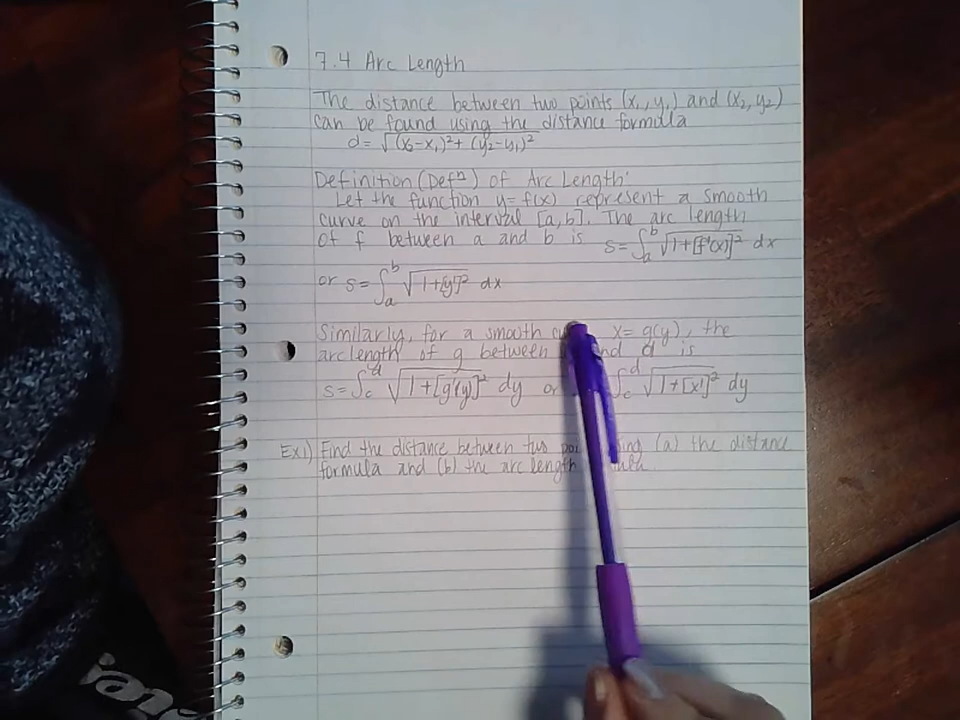 7.4 Arc Length
The distance between two points (x₁, y₁) and (x₂, y₂)
can be found using the distance formula
d = √(x₂-x₁)² + (y₂-y₁)²
Definition (Defⁿ) of Arc Length:
Let the function y = f(x) represent a smooth
curve on the interval [a, b]. The arc length
of f between a and b is s = ∫ₐᵇ √1+[f'(x)]² dx
or s = ∫ₐᵇ √1+[y']² dx
Similarly, for a smooth x = g(y), the
arc length of g between and d is
s = ∫_c^d √1+[g'(y)]² dy or ∫_c^d √1+[x']² dy
Ex1) Find the distance between two (a) the distance
formula and (b) the arc length